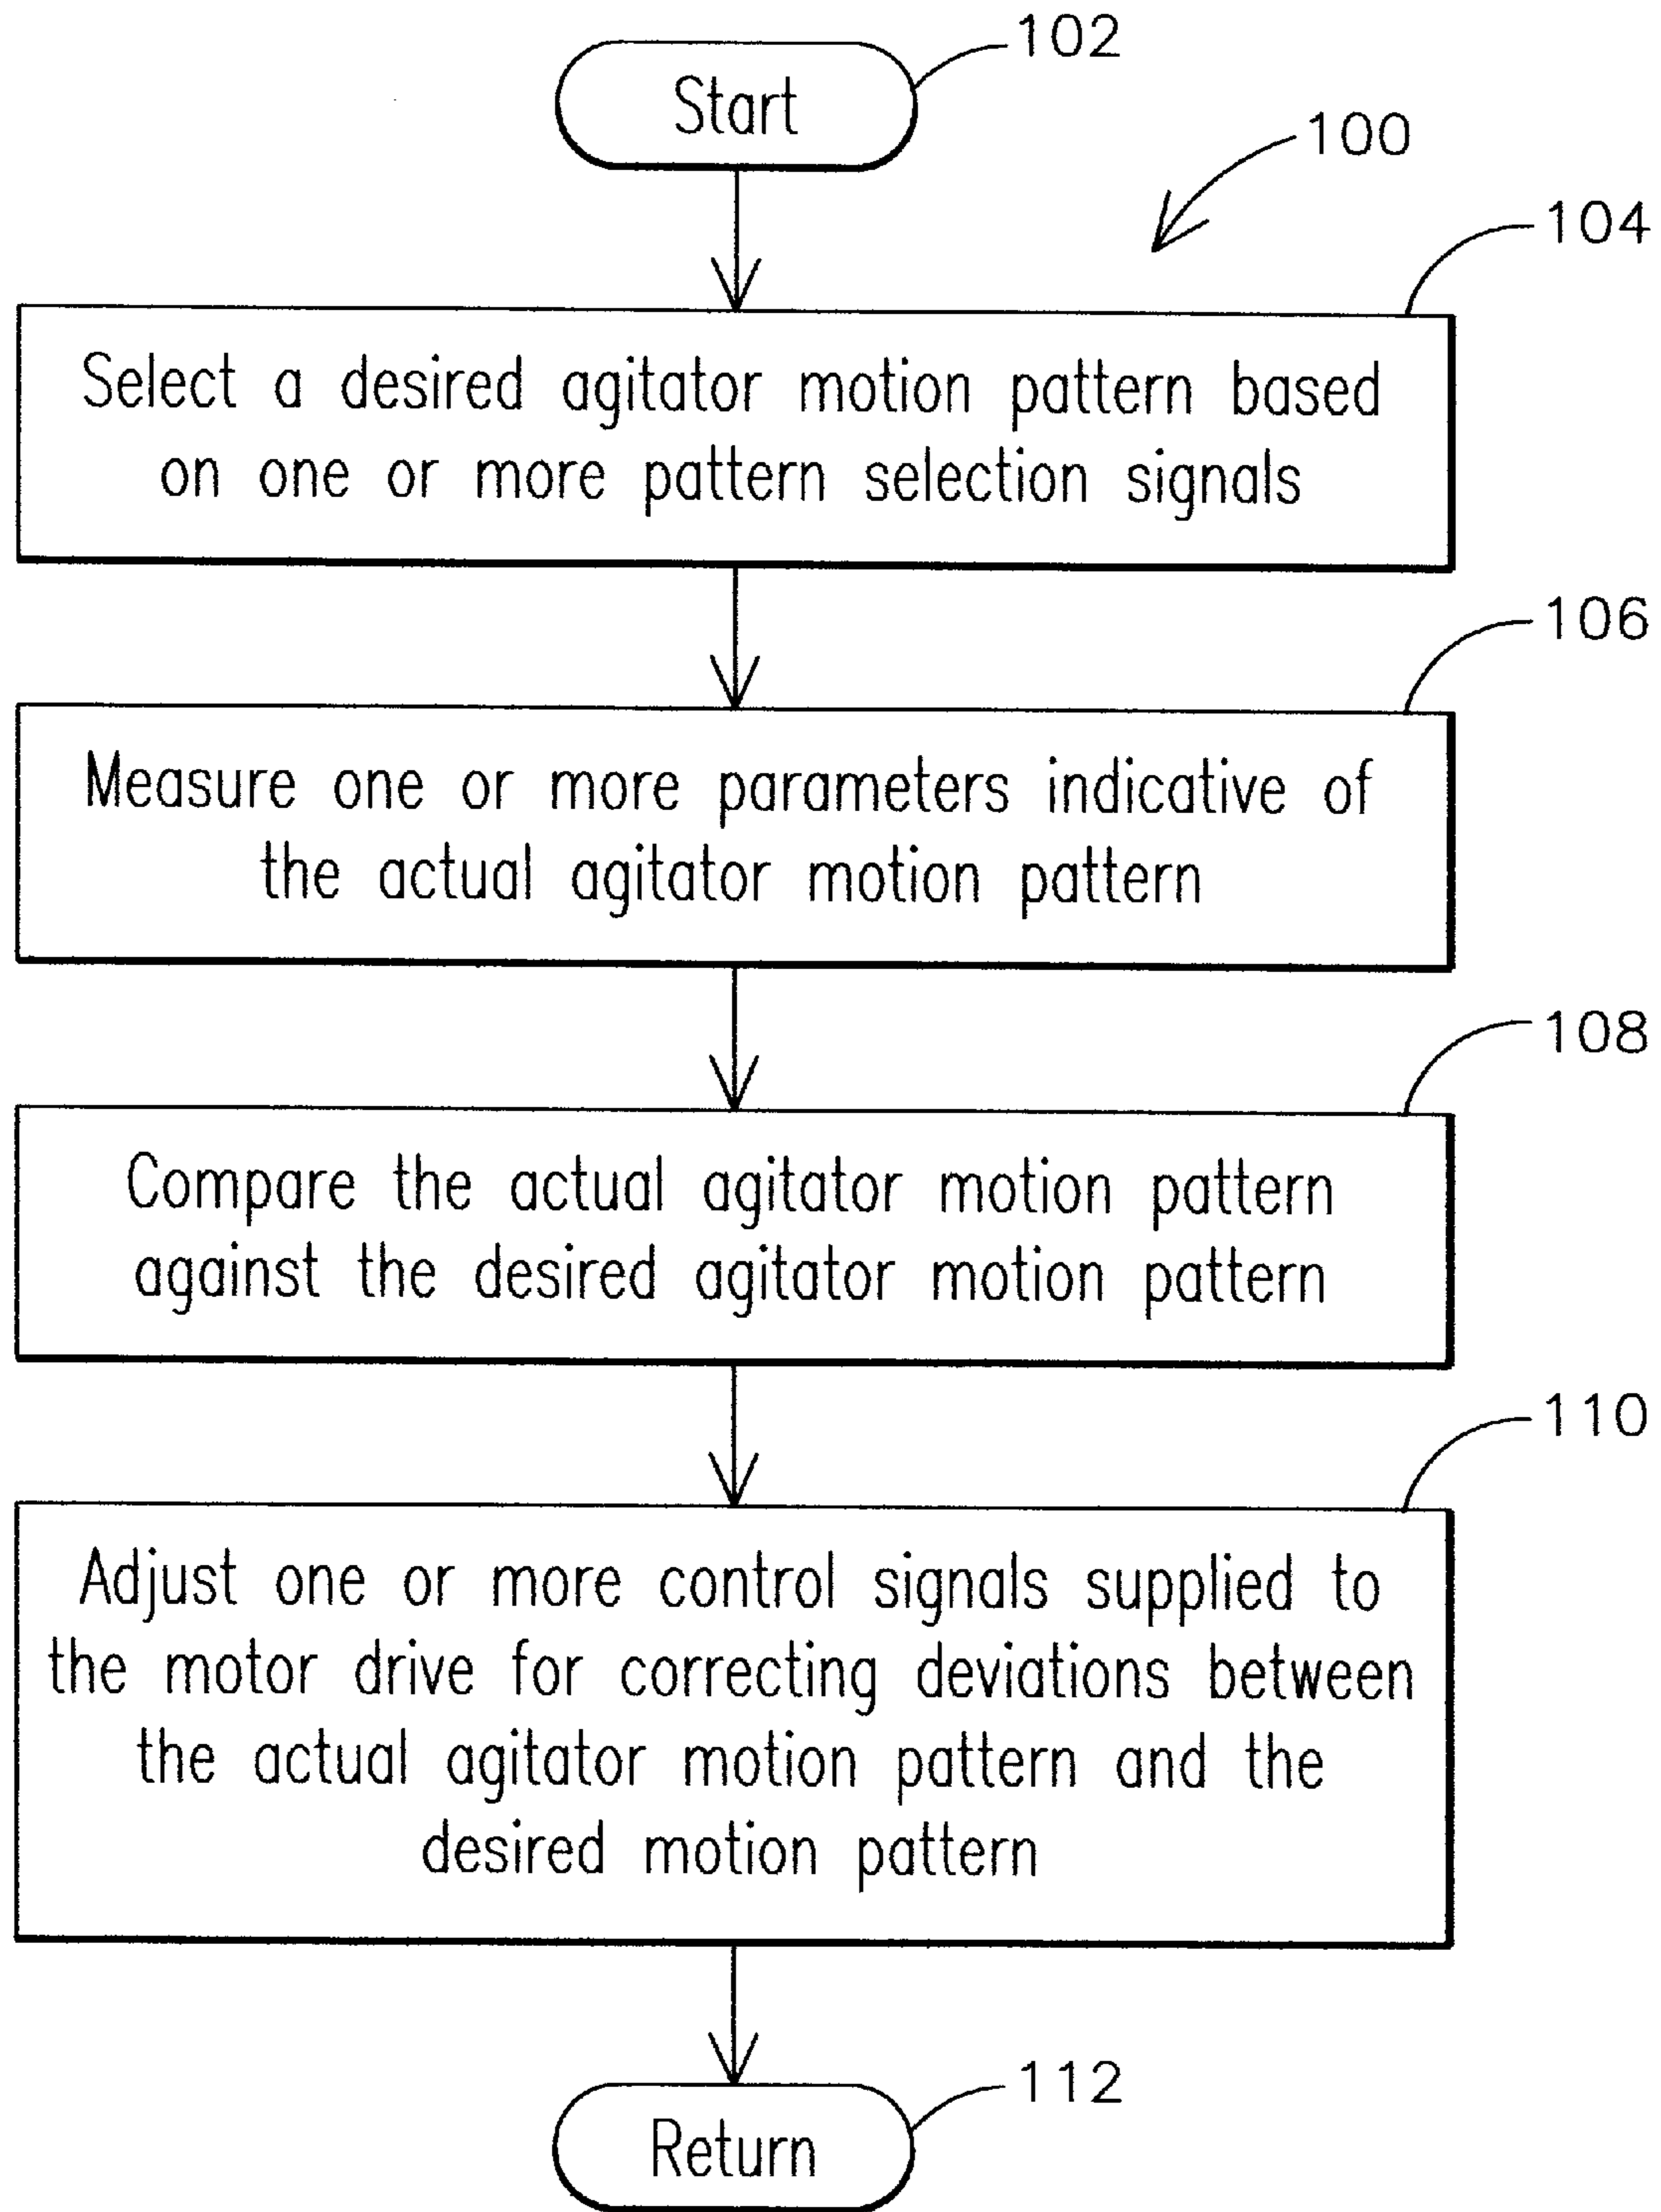 102
Start
100
104
Select a desired agitator motion pattern based
on one or more pattern selection signals
106
Measure one or more parameters indicative of
the actual agitator motion pattern
108
Compare the actual agitator motion pattern
against the desired agitator motion pattern
110
Adjust one or more control signals supplied to
the motor drive for correcting deviations between
the actual agitator motion pattern and the
desired motion pattern
112
Return